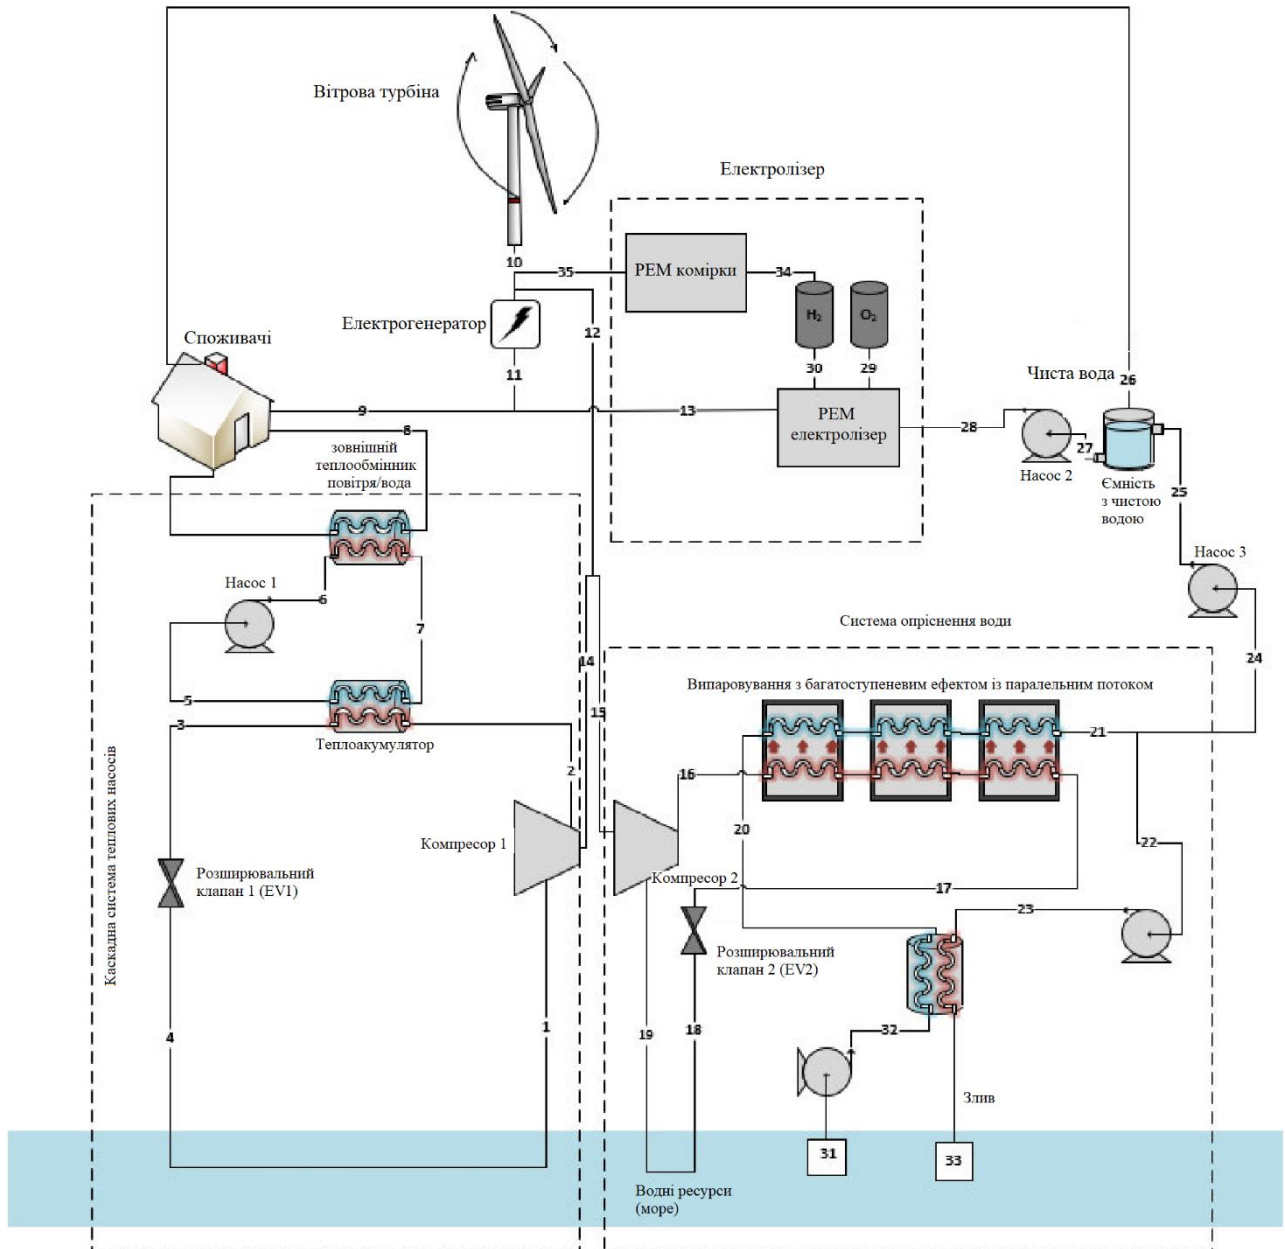 Вітрова турбіна
Електролізер
10
35
РЕМ комірки
34
H₂
O₂
Електрогенератор
12
Споживачі
11
30
29
Чиста вода
26
9
13
РЕМ
електролізер
28
27
Насос 2
8
зовнішній
теплообмінник
повітря/вода
Ємність
з чистою
водою
25
Насос 3
Насос 1
6
7
Система опріснення води
14
24
5
3
15
Випаровування з багатоступеневим ефектом із паралельним потоком
Теплоакумулятор
21
2
16
20
Компресор 1
22
Розширювальний
клапан 1 (EV1)
Компресор 2
17
23
Розширювальний
клапан 2 (EV2)
Каскадна система теплових насосів
4
1
19
18
32
Злив
31
33
Водні ресурси
(море)